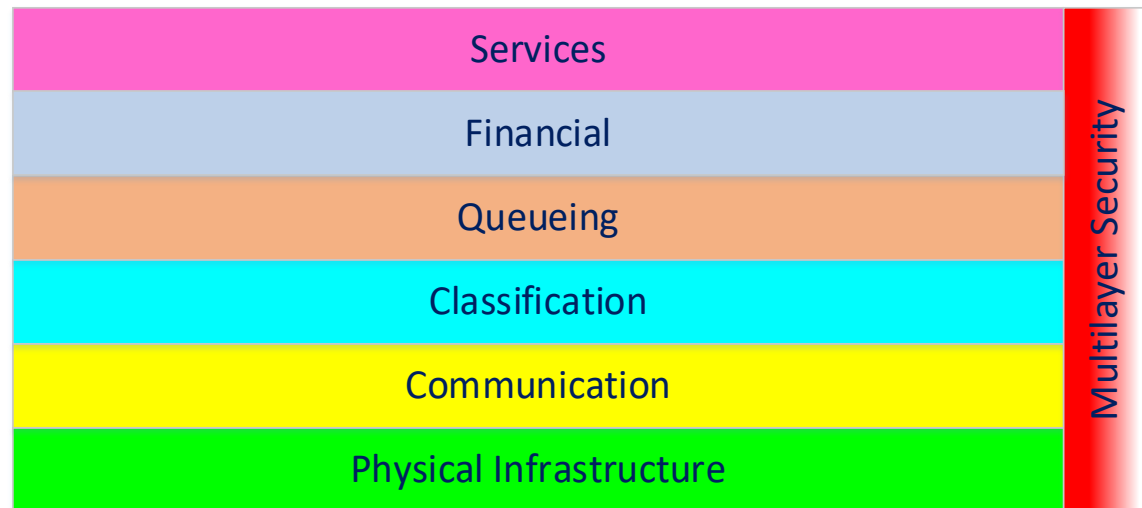 Services
Financial
Queueing
Classification
Communication
Physical Infrastructure
Multilayer Security